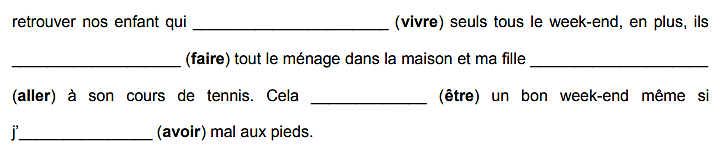 retrouver nos enfant qui ______________________ (vivre) seuls tous le week-end, en plus, ils
___________________ (faire) tout le ménage dans la maison et ma fille ____________________
(aller) à son cours de tennis. Cela _____________ (être) un bon week-end même si
j'_______________ (avoir) mal aux pieds.